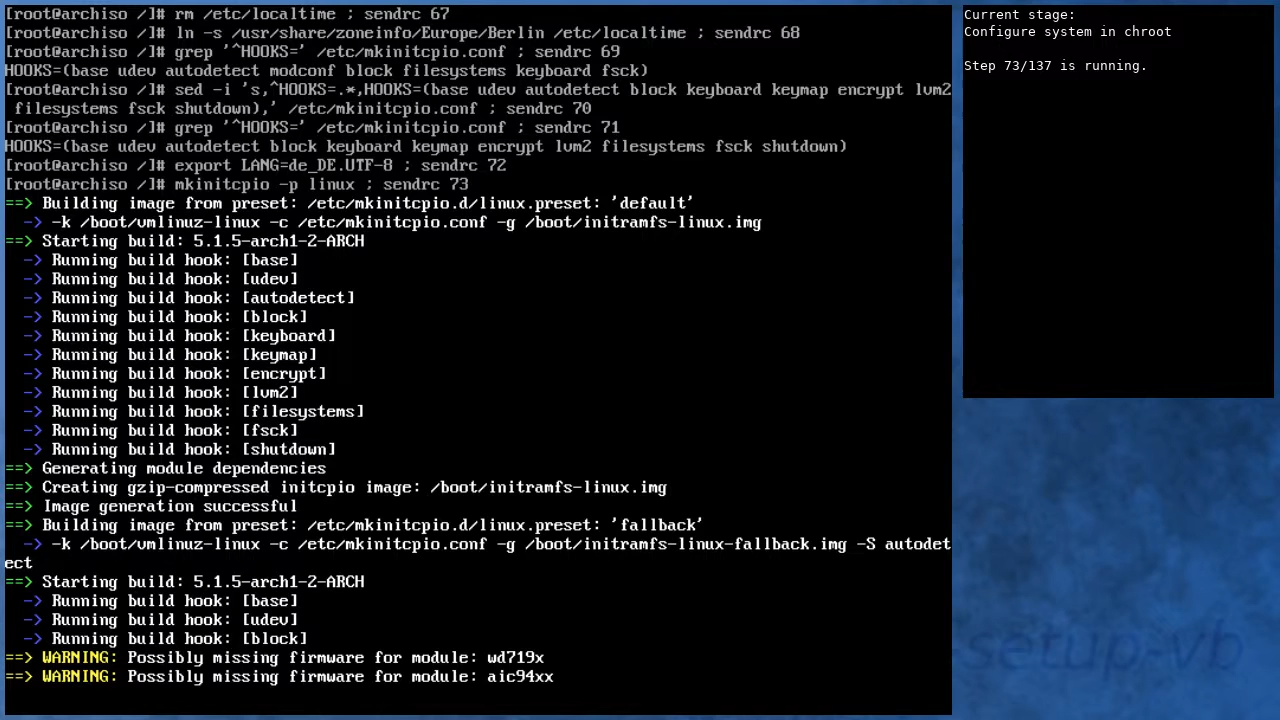 [root@archiso /]# rm /etc/localtime ; sendrc 67
[root@archiso /]# ln -s /usr/share/zoneinfo/Europe/Berlin /etc/localtime ; sendrc 68
[root@archiso /]# grep '^HOOKS=' /etc/mkinitcpio.conf ; sendrc 69
HOOKS=(base udev autodetect modconf block filesystems keyboard fsck)
[root@archiso /]# sed -i 's,^HOOKS=.*,HOOKS=(base udev autodetect block keyboard keymap encrypt lvm2
 filesystems fsck shutdown),' /etc/mkinitcpio.conf ; sendrc 70
[root@archiso /]# grep '^HOOKS=' /etc/mkinitcpio.conf ; sendrc 71
HOOKS=(base udev autodetect block keyboard keymap encrypt lvm2 filesystems fsck shutdown)
[root@archiso /]# export LANG=de_DE.UTF-8 ; sendrc 72
[root@archiso /]# mkinitcpio -p linux ; sendrc 73
==> Building image from preset: /etc/mkinitcpio.d/linux.preset: 'default'
  -> -k /boot/vmlinuz-linux -c /etc/mkinitcpio.conf -g /boot/initramfs-linux.img
==> Starting build: 5.1.5-arch1-2-ARCH
  -> Running build hook: [base]
  -> Running build hook: [udev]
  -> Running build hook: [autodetect]
  -> Running build hook: [block]
  -> Running build hook: [keyboard]
  -> Running build hook: [keymap]
  -> Running build hook: [encrypt]
  -> Running build hook: [lvm2]
  -> Running build hook: [filesystems]
  -> Running build hook: [fsck]
  -> Running build hook: [shutdown]
==> Generating module dependencies
==> Creating gzip-compressed initcpio image: /boot/initramfs-linux.img
==> Image generation successful
==> Building image from preset: /etc/mkinitcpio.d/linux.preset: 'fallback'
  -> -k /boot/vmlinuz-linux -c /etc/mkinitcpio.conf -g /boot/initramfs-linux-fallback.img -S autodet
ect
==> Starting build: 5.1.5-arch1-2-ARCH
  -> Running build hook: [base]
  -> Running build hook: [udev]
  -> Running build hook: [block]
==> WARNING: Possibly missing firmware for module: wd719x
==> WARNING: Possibly missing firmware for module: aic94xx
Current stage:
Configure system in chroot
Step 73/137 is running.
setup-vb